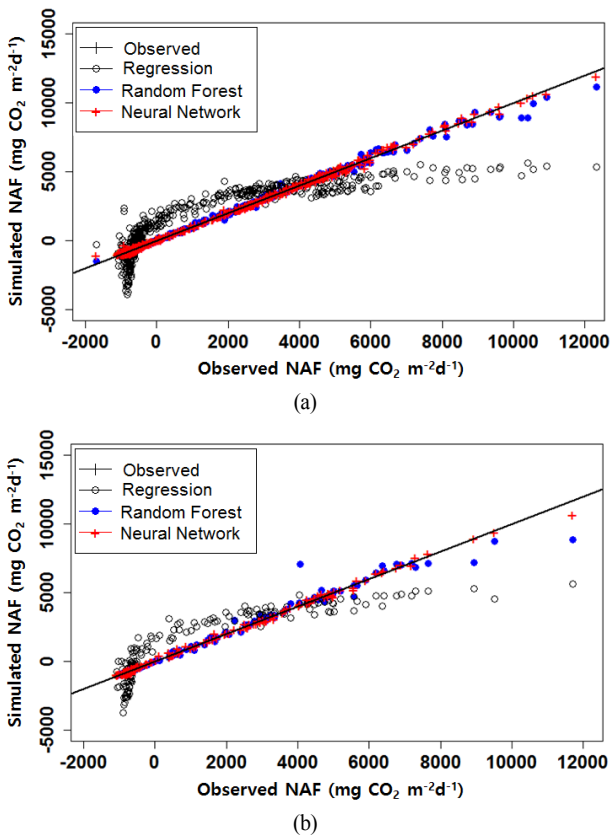 15000
10000
5000
0
-5000
Simulated NAF (mg CO₂ m⁻²d⁻¹)
Observed
Regression
Random Forest
Neural Network
-2000 0 2000 4000 6000 8000 10000 12000
Observed NAF (mg CO₂ m⁻²d⁻¹)
(a)
15000
10000
5000
0
-5000
Simulated NAF (mg CO₂ m⁻²d⁻¹)
Observed
Regression
Random Forest
Neural Network
-2000 0 2000 4000 6000 8000 10000 12000
Observed NAF (mg CO₂ m⁻²d⁻¹)
(b)